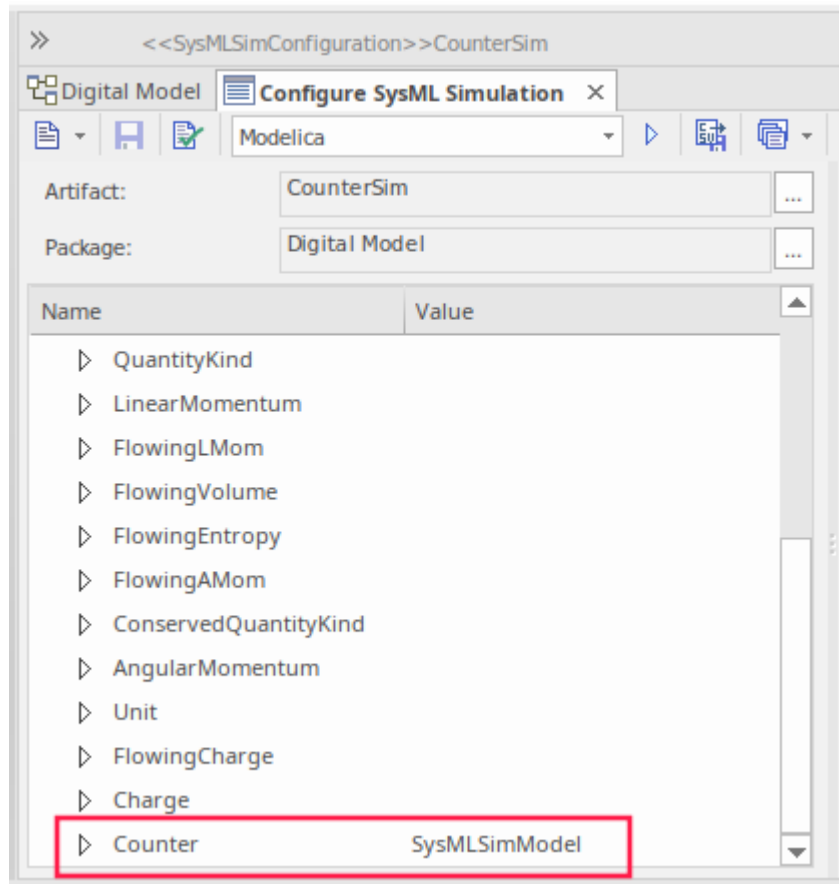 <<SysMLSimConfiguration>>CounterSim
Digital Model Configure SysML Simulation
Modelica
Artifact: CounterSim ...
Package: Digital Model ...
Name Value
QuantityKind
LinearMomentum
FlowingLMom
FlowingVolume
FlowingEntropy
FlowingAMom
ConservedQuantityKind
AngularMomentum
Unit
FlowingCharge
Charge
Counter SysMLSimModel